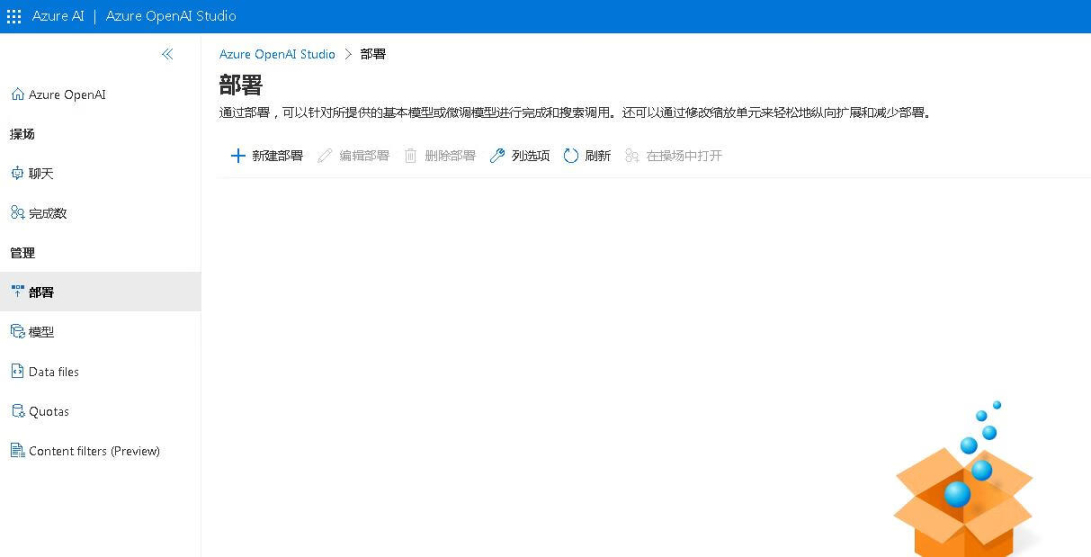 Azure AI | Azure OpenAI Studio
Azure OpenAI Studio > 部署
部署
通过部署，可以针对所提供的基本模型或微调模型进行完成和搜索调用。还可以通过修改缩放单元来轻松地纵向扩展和减少部署。
新建部署 编辑部署 删除部署 列选项 刷新 在操场中打开
Azure OpenAI
操场
聊天
完成数
管理
部署
模型
Data files
Quotas
Content filters (Preview)